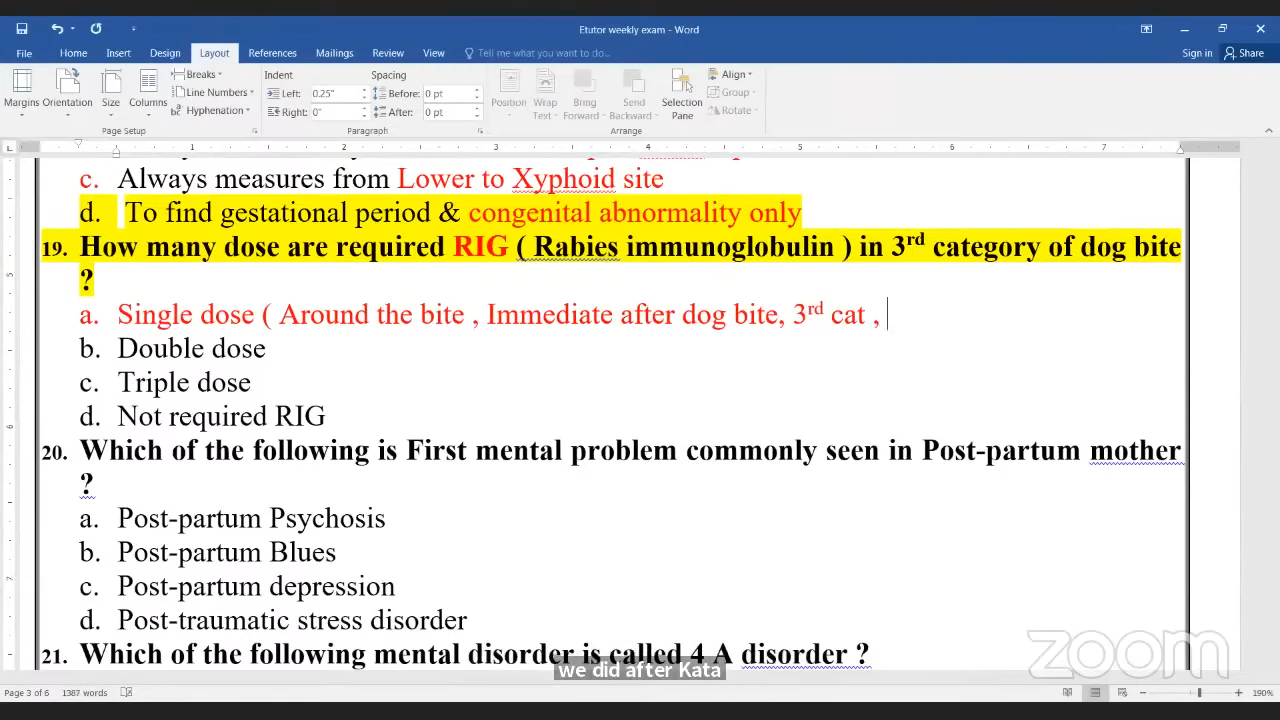 Etutor weekly exam - Word
File Home Insert Design Layout References Mailings Review View Tell me what you want to do... Sign in Share
Margins Orientation Size Columns Breaks Line Numbers Hyphenation Indent Left: 0.25" Right: 0" Spacing Before: 0 pt After: 0 pt Position Wrap Text Bring Forward Send Backward Selection Pane Align Group Rotate
Page Setup Paragraph Arrange
1 2 3 4 5 6 7
c. Always measures from Lower to Xyphoid site
d. To find gestational period & congenital abnormality only
19. How many dose are required RIG ( Rabies immunoglobulin ) in 3rd category of dog bite
?
a. Single dose ( Around the bite , Immediate after dog bite, 3rd cat ,
b. Double dose
c. Triple dose
d. Not required RIG
20. Which of the following is First mental problem commonly seen in Post-partum mother
?
a. Post-partum Psychosis
b. Post-partum Blues
c. Post-partum depression
d. Post-traumatic stress disorder
21. Which of the following mental disorder is called 4 A disorder ?
we did after Kata
zoom
Page 3 of 6 1387 words 190%